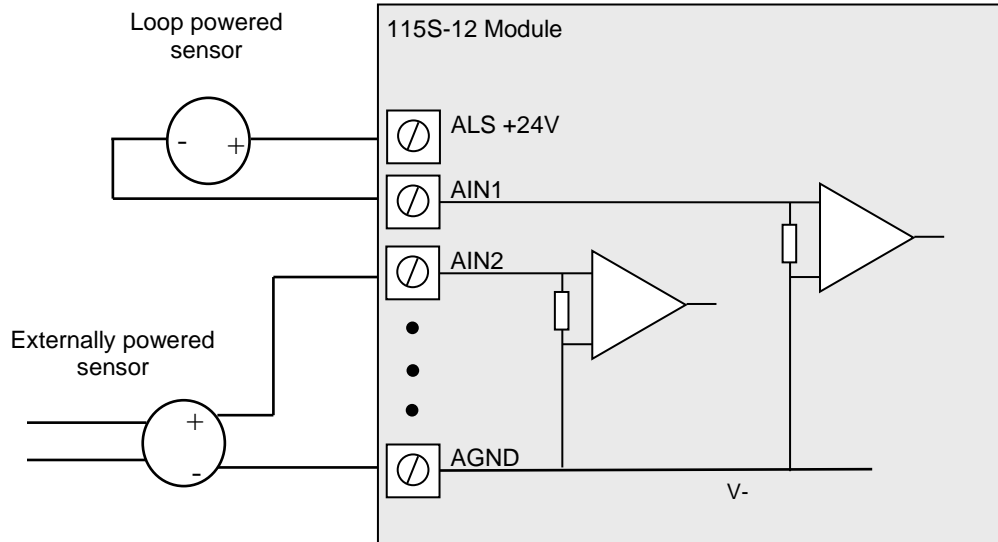 Loop powered
sensor
115S-12 Module
ALS +24V
- +
AIN1
AIN2
Externally powered
sensor
+
-
AGND
V-